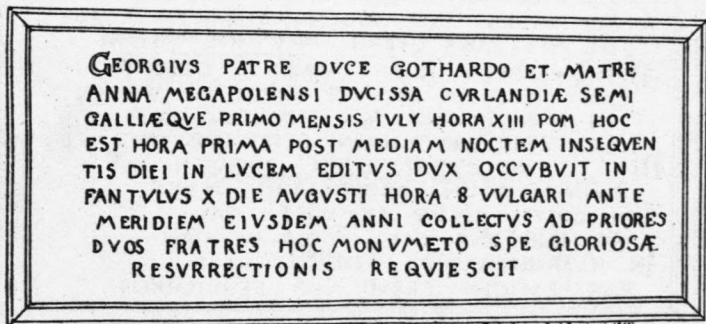 GEORGIVS PATRE DVCE GOTHARDO ET MATRE
ANNA MEGAPOLENSI DVCISSA CVRLANDIÆ SEMI
GALLIÆQVE PRIMO MENSIS IVLY HORA XIII POM HOC
EST HORA PRIMA POST MEDIAM NOCTEM INSEQVEN
TIS DIEI IN LVCEM EDITVS DVX OCCVBVIT IN
FANTVLVS X DIE AVGVSTI HORA 8 VVLGARI ANTE
MERIDIEM EIVSDEM ANNI COLLECTVS AD PRIORES
DVOS FRATRES HOC MONVMETO SPE GLORIOSÆ
RESVRRECTIONIS REQVIESCIT